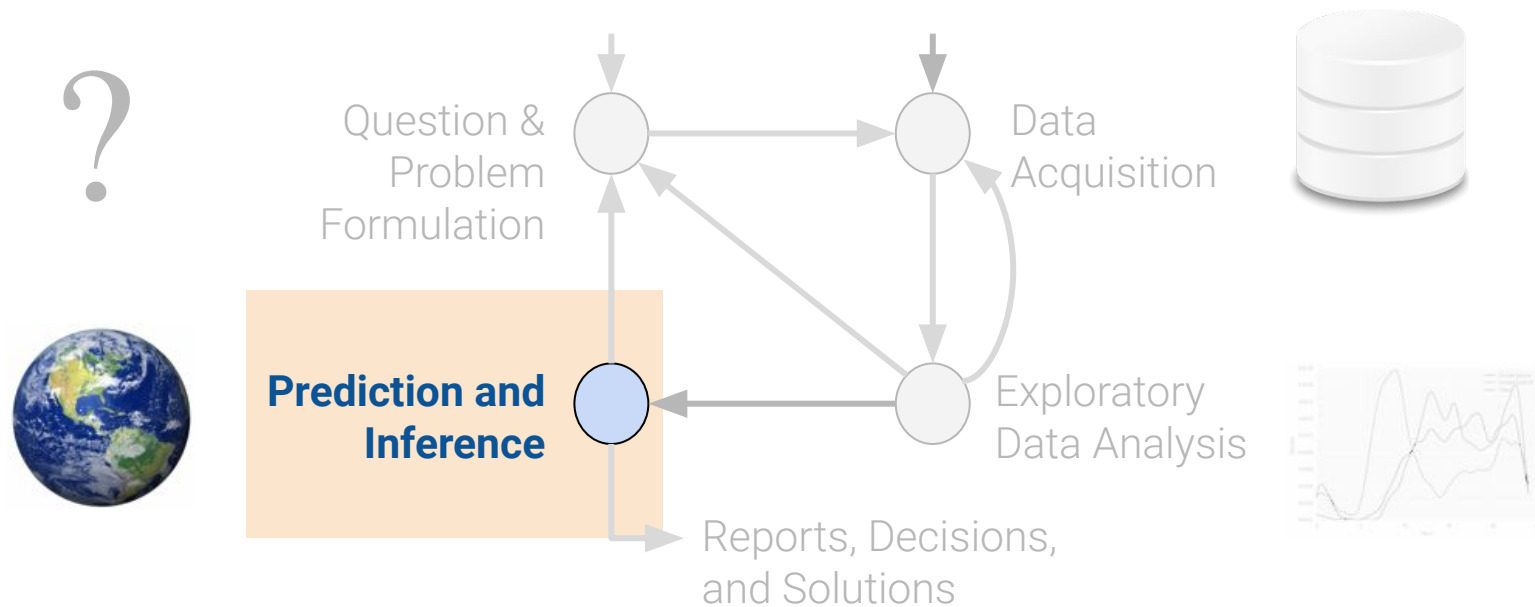 ?
Question &
Problem
Formulation
Data
Acquisition
Prediction and
Inference
Exploratory
Data Analysis
Reports, Decisions,
and Solutions